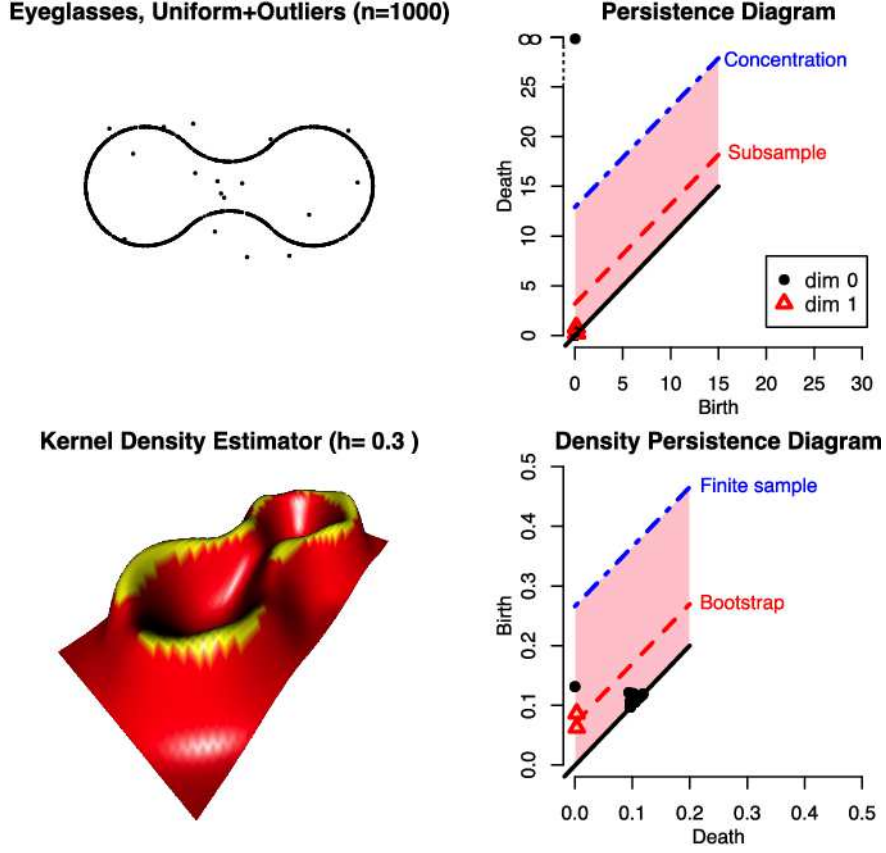 Eyeglasses, Uniform+Outliers (n=1000)
Persistence Diagram
Death
∞
25
20
15
10
5
0
Concentration
Subsample
dim 0
dim 1
0 5 10 15 20 25 30
Birth
Kernel Density Estimator (h= 0.3 )
Density Persistence Diagram
Birth
0.5
0.4
0.3
0.2
0.1
0.0
Finite sample
Bootstrap
0.0 0.1 0.2 0.3 0.4 0.5
Death